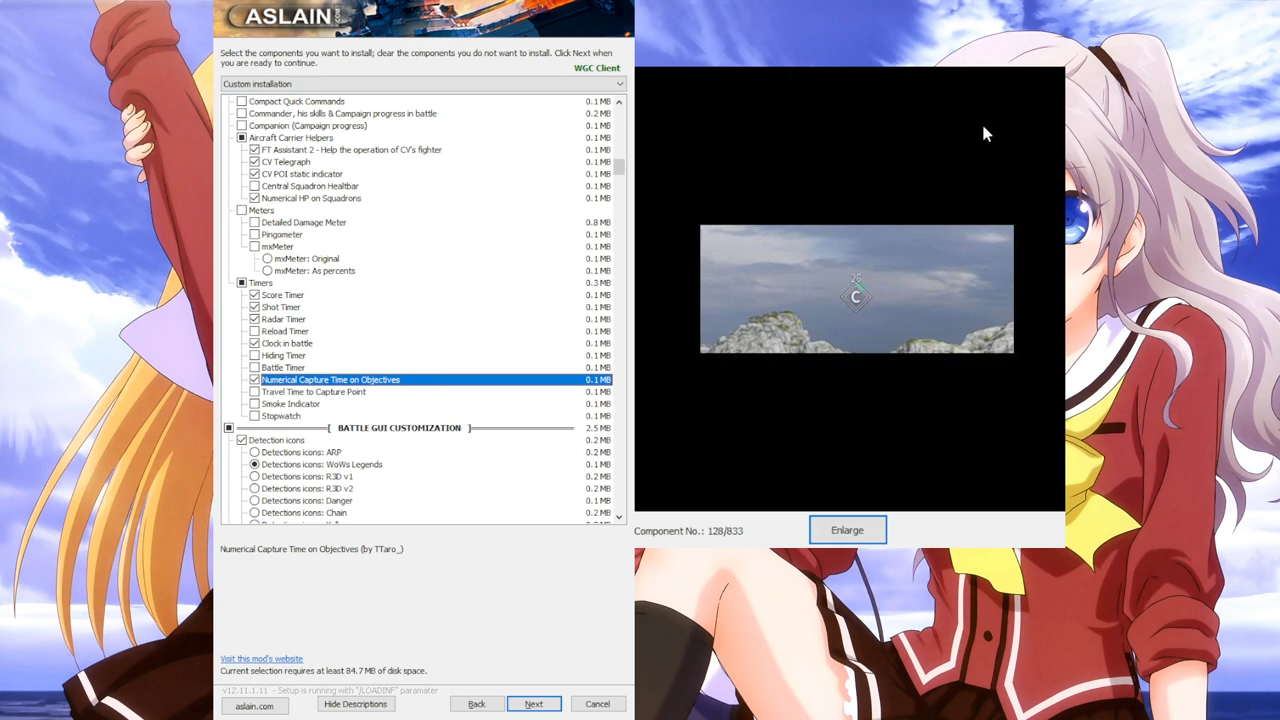 ASLAIN.COM
Select the components you want to install; clear the components you do not want to install. Click Next when
you are ready to continue.
WGC Client
Custom installation
Compact Quick Commands 0.1 MB
Commander, his skills & Campaign progress in battle 0.2 MB
Companion (Campaign progress) 0.1 MB
Aircraft Carrier Helpers 0.1 MB
FT Assistant 2 - Help the operation of CV's fighter 0.1 MB
CV Telegraph 0.1 MB
CV POI static indicator 0.1 MB
Central Squadron Healtbar 0.1 MB
Numerical HP on Squadrons 0.1 MB
Meters
Detailed Damage Meter 0.8 MB
Pingometer 0.1 MB
mxMeter 0.1 MB
mxMeter: Original 0.1 MB
mxMeter: As percents 0.1 MB
Timers 0.3 MB
Score Timer 0.1 MB
Shot Timer 0.1 MB
Radar Timer 0.1 MB
Reload Timer 0.1 MB
Clock in battle 0.1 MB
Hiding Timer 0.1 MB
Battle Timer 0.1 MB
Numerical Capture Time on Objectives 0.1 MB
Travel Time to Capture Point 0.1 MB
Smoke Indicator 0.1 MB
Stopwatch 0.1 MB
[ BATTLE GUI CUSTOMIZATION ] 2.5 MB
Detection icons 0.2 MB
Detections icons: ARP 0.2 MB
Detections icons: WoWs Legends 0.1 MB
Detections icons: R3D v1 0.2 MB
Detections icons: R3D v2 0.2 MB
Detections icons: Danger 0.1 MB
Detections icons: Chain 0.2 MB
26
C
Component No.: 128/833
Enlarge
Numerical Capture Time on Objectives (by TTaro_)
Visit this mod's website
Current selection requires at least 84.7 MB of disk space.
v12.11.1.11 - Setup is running with "/LOADINF" paramater
aslain.com
Hide Descriptions
Back
Next
Cancel